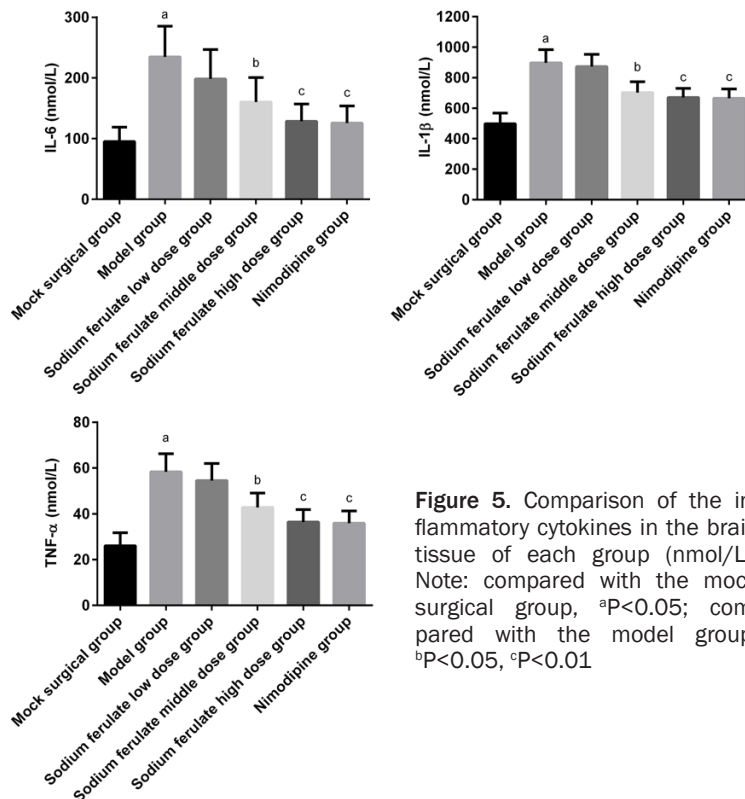 300
200
100
0
IL-6 (nmol/L)
a
b
c
c
Mock surgical group
Model group
Sodium ferulate low dose group
Sodium ferulate middle dose group
Sodium ferulate high dose group
Nimodipine group
1200
1000
800
600
400
200
0
IL-1β (nmol/L)
a
b
c
c
Mock surgical group
Model group
Sodium ferulate low dose group
Sodium ferulate middle dose group
Sodium ferulate high dose group
Nimodipine group
80
60
40
20
0
TNF-α (nmol/L)
a
b
c
c
Mock surgical group
Model group
Sodium ferulate low dose group
Sodium ferulate middle dose group
Sodium ferulate high dose group
Nimodipine group
Figure 5. Comparison of the in
flammatory cytokines in the brai
tissue of each group (nmol/L
Note: compared with the moc
surgical group, ᵃP<0.05; com
pared with the model group
ᵇP<0.05, ᶜP<0.01